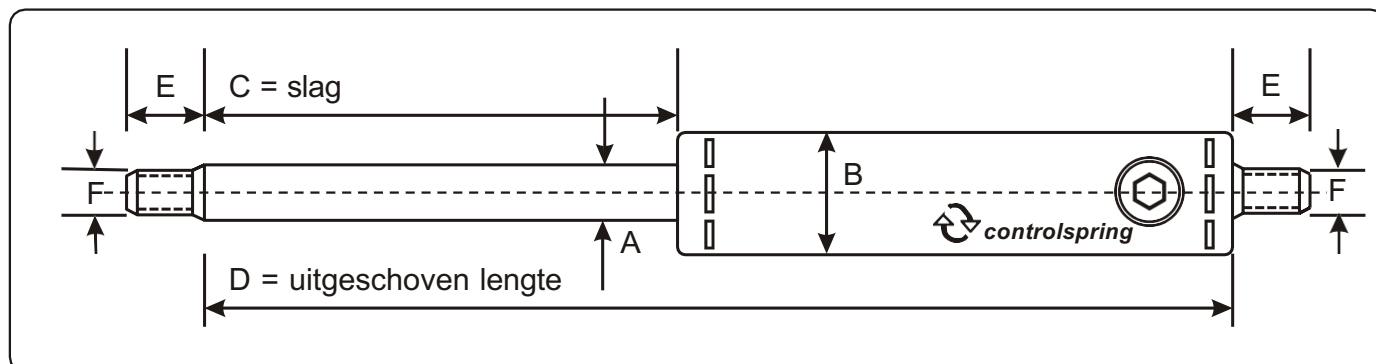 E
C = slag
E
F
B
F
controlspring
A
D = uitgeschoven lengte